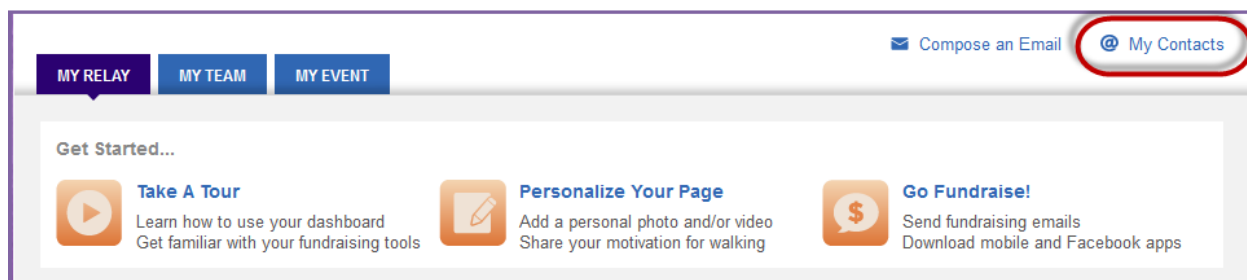 Compose an Email
@ My Contacts
MY RELAY
MY TEAM
MY EVENT
Get Started...
Take A Tour
Learn how to use your dashboard
Get familiar with your fundraising tools
Personalize Your Page
Add a personal photo and/or video
Share your motivation for walking
$
Go Fundraise!
Send fundraising emails
Download mobile and Facebook apps